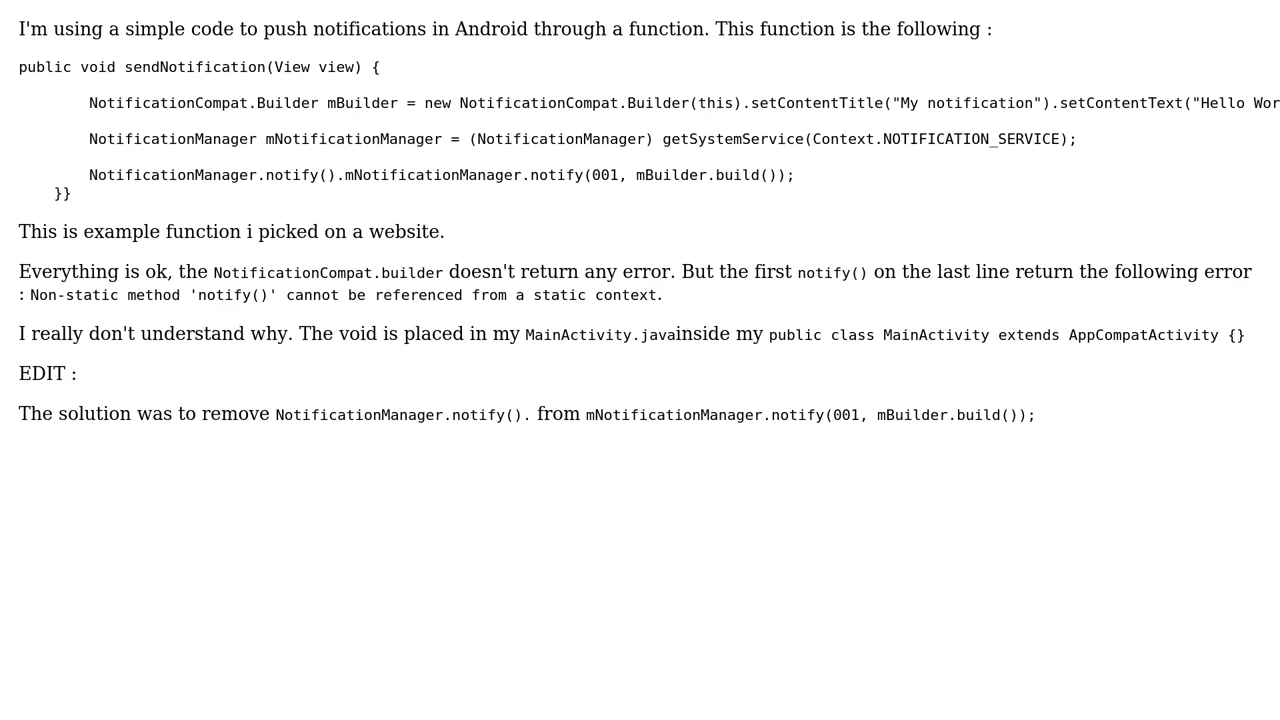 I'm using a simple code to push notifications in Android through a function. This function is the following :
public void sendNotification(View view) {
NotificationCompat.Builder mBuilder = new NotificationCompat.Builder(this).setContentTitle("My notification").setContentText("Hello Wor
NotificationManager mNotificationManager = (NotificationManager) getSystemService(Context.NOTIFICATION_SERVICE);
NotificationManager.notify().mNotificationManager.notify(001, mBuilder.build());
}}
This is example function i picked on a website.
Everything is ok, the NotificationCompat.builder doesn't return any error. But the first notify() on the last line return the following error
: Non-static method 'notify()' cannot be referenced from a static context.
I really don't understand why. The void is placed in my MainActivity.javainside my public class MainActivity extends AppCompatActivity {}
EDIT :
The solution was to remove NotificationManager.notify(). from mNotificationManager.notify(001, mBuilder.build());